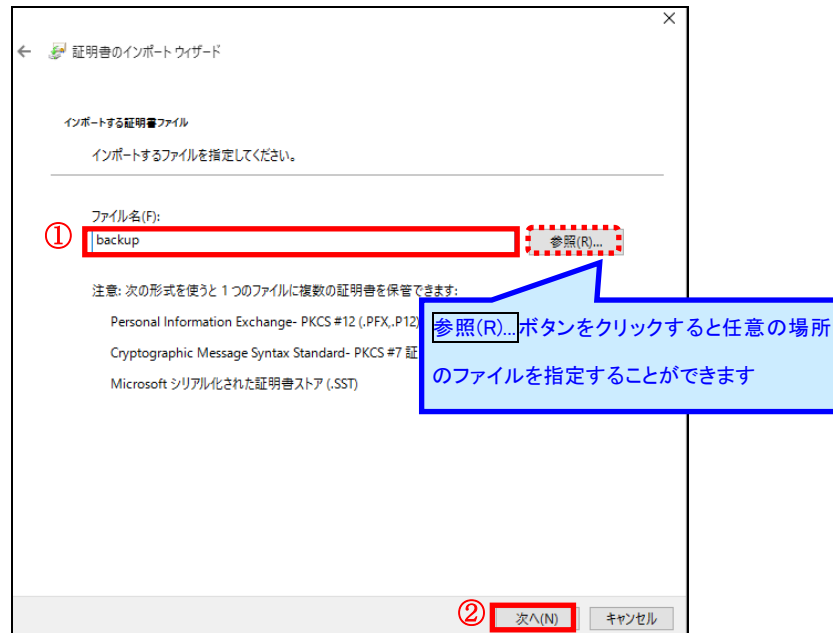 証明書のインポート ウィザード
インポートする証明書ファイル
インポートするファイルを指定してください。
ファイル名(F):
①
backup
参照(R)...
注意: 次の形式を使うと 1 つのファイルに複数の証明書を保管できます:
Personal Information Exchange- PKCS #12 (.PFX,.P12)
Cryptographic Message Syntax Standard- PKCS #7 証
Microsoft シリアル化された証明書ストア (.SST)
参照(R)...ボタンをクリックすると任意の場所
のファイルを指定することができます
②
次へ(N)
キャンセル